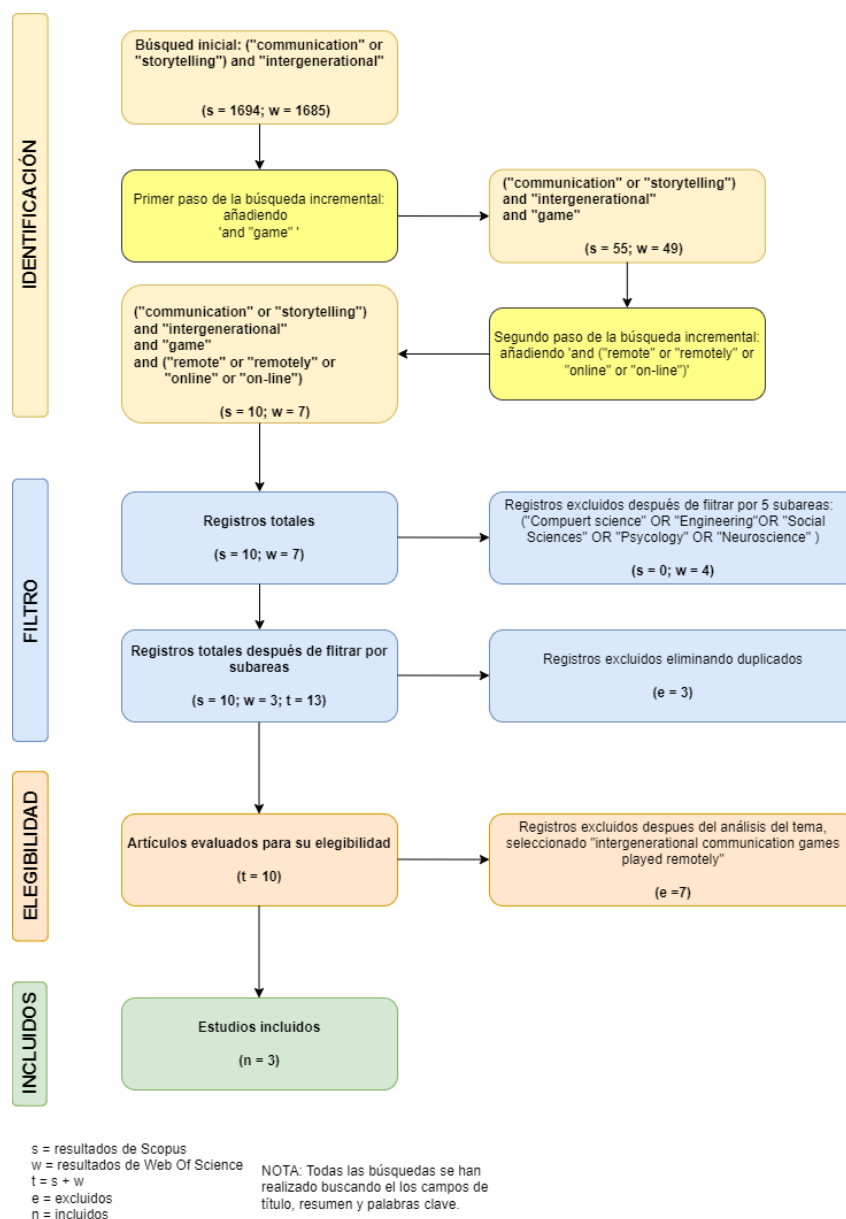 IDENTIFICACIÓN
Búsqued inicial: ("communication" or
"storytelling") and "intergenerational"
(s = 1694; w = 1685)
Primer paso de la búsqueda incremental:
añadiendo
'and "game" '
("communication" or "storytelling")
and "intergenerational"
and "game"
(s = 55; w = 49)
Segundo paso de la búsqueda incremental:
añadiendo 'and ("remote" or "remotely" or
"online" or "on-line")'
("communication" or "storytelling")
and "intergenerational"
and "game"
and ("remote" or "remotely" or
"online" or "on-line")
(s = 10; w = 7)
FILTRO
Registros totales
(s = 10; w = 7)
Registros excluidos después de fiitrar por 5 subareas:
("Compuert science" OR "Engineering"OR "Social
Sciences" OR "Psycology" OR "Neuroscience" )
(s = 0; w = 4)
Registros totales después de flitrar por
subareas
(s = 10; w = 3; t = 13)
Registros excluidos eliminando duplicados
(e = 3)
ELEGIBILIDAD
Artículos evaluados para su elegibilidad
(t = 10)
Registros excluidos despues del análisis del tema,
seleccionado "intergenerational communication games
played remotely"
(e =7)
INCLUIDOS
Estudios incluidos
(n = 3)
s = resultados de Scopus
w = resultados de Web Of Science
t = s + w
e = excluidos
n = incluidos
NOTA: Todas las búsquedas se han
realizado buscando el los campos de
título, resumen y palabras clave.